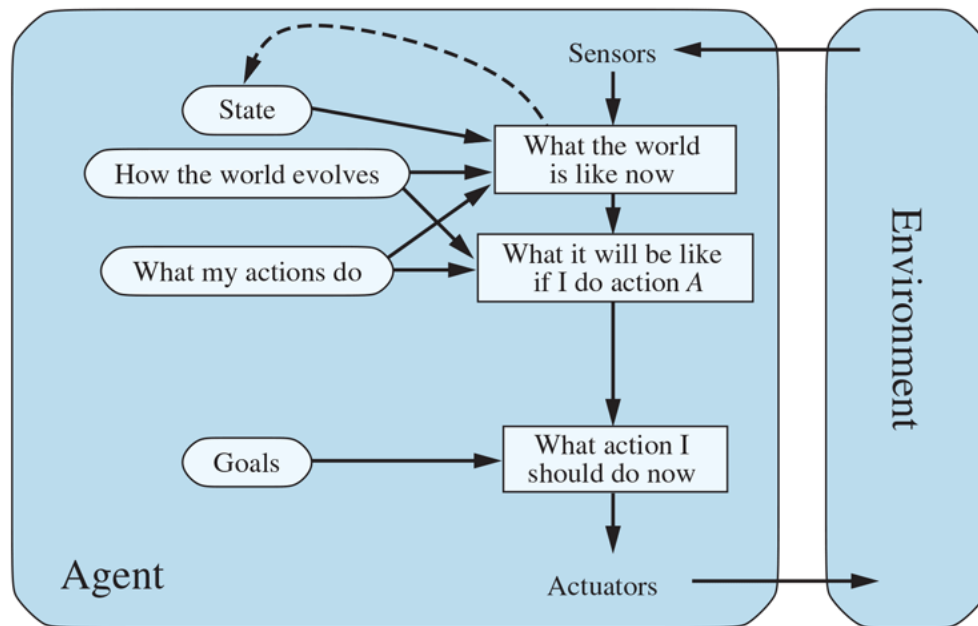 Sensors
State
What the world
is like now
How the world evolves
What my actions do
What it will be like
if I do action A
Environment
Goals
What action I
should do now
Agent
Actuators